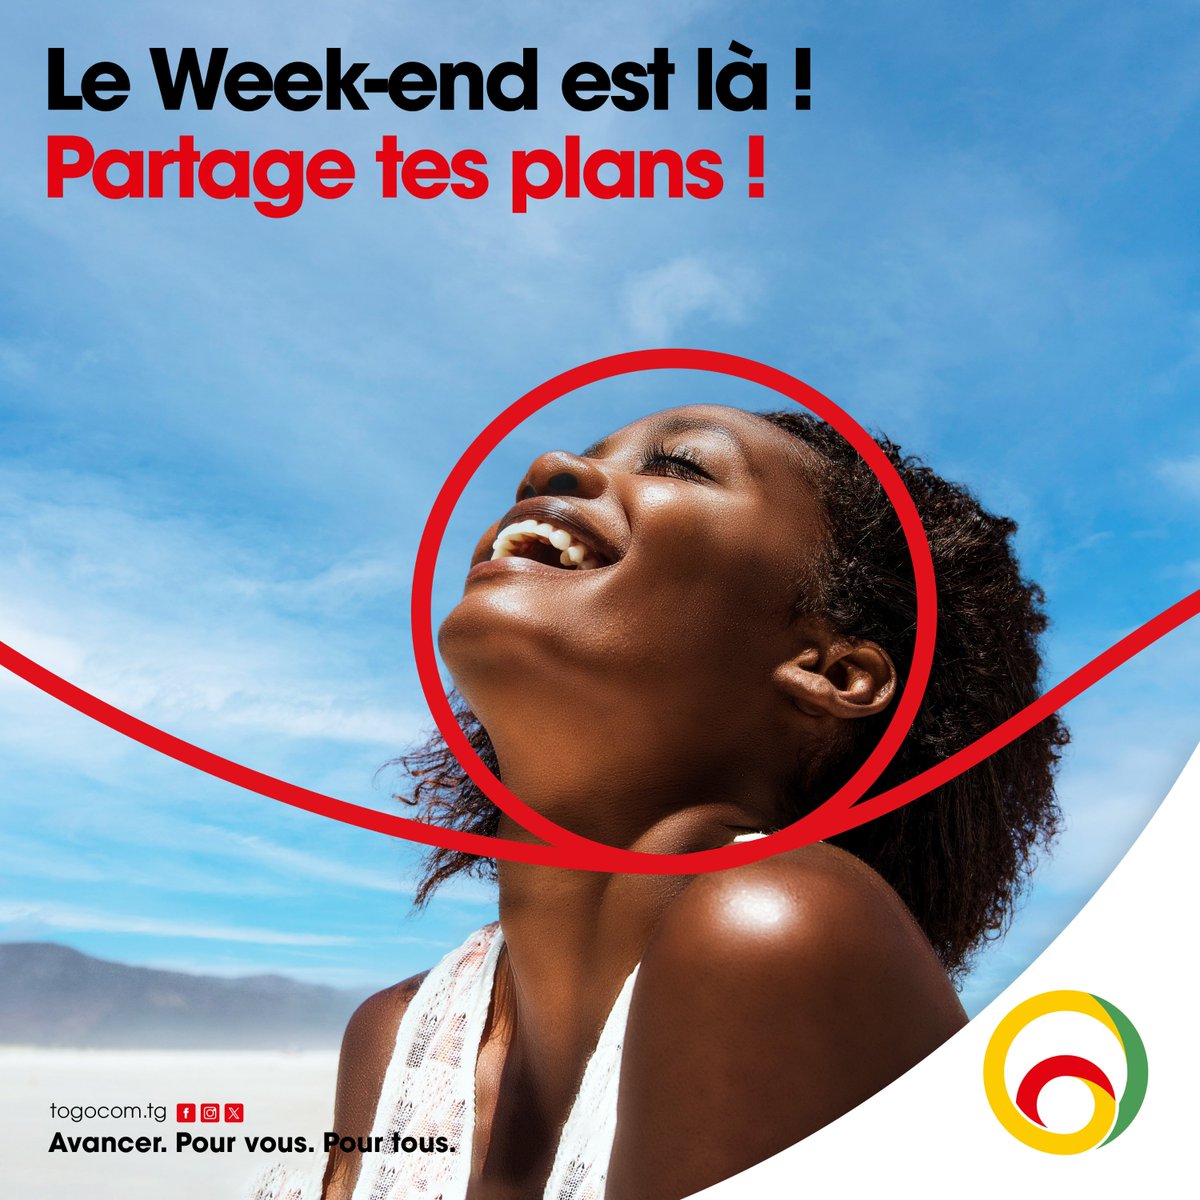 Le Week-end est là !
Partage tes plans !
togocom.tg
Avancer. Pour vous. Pour tous.